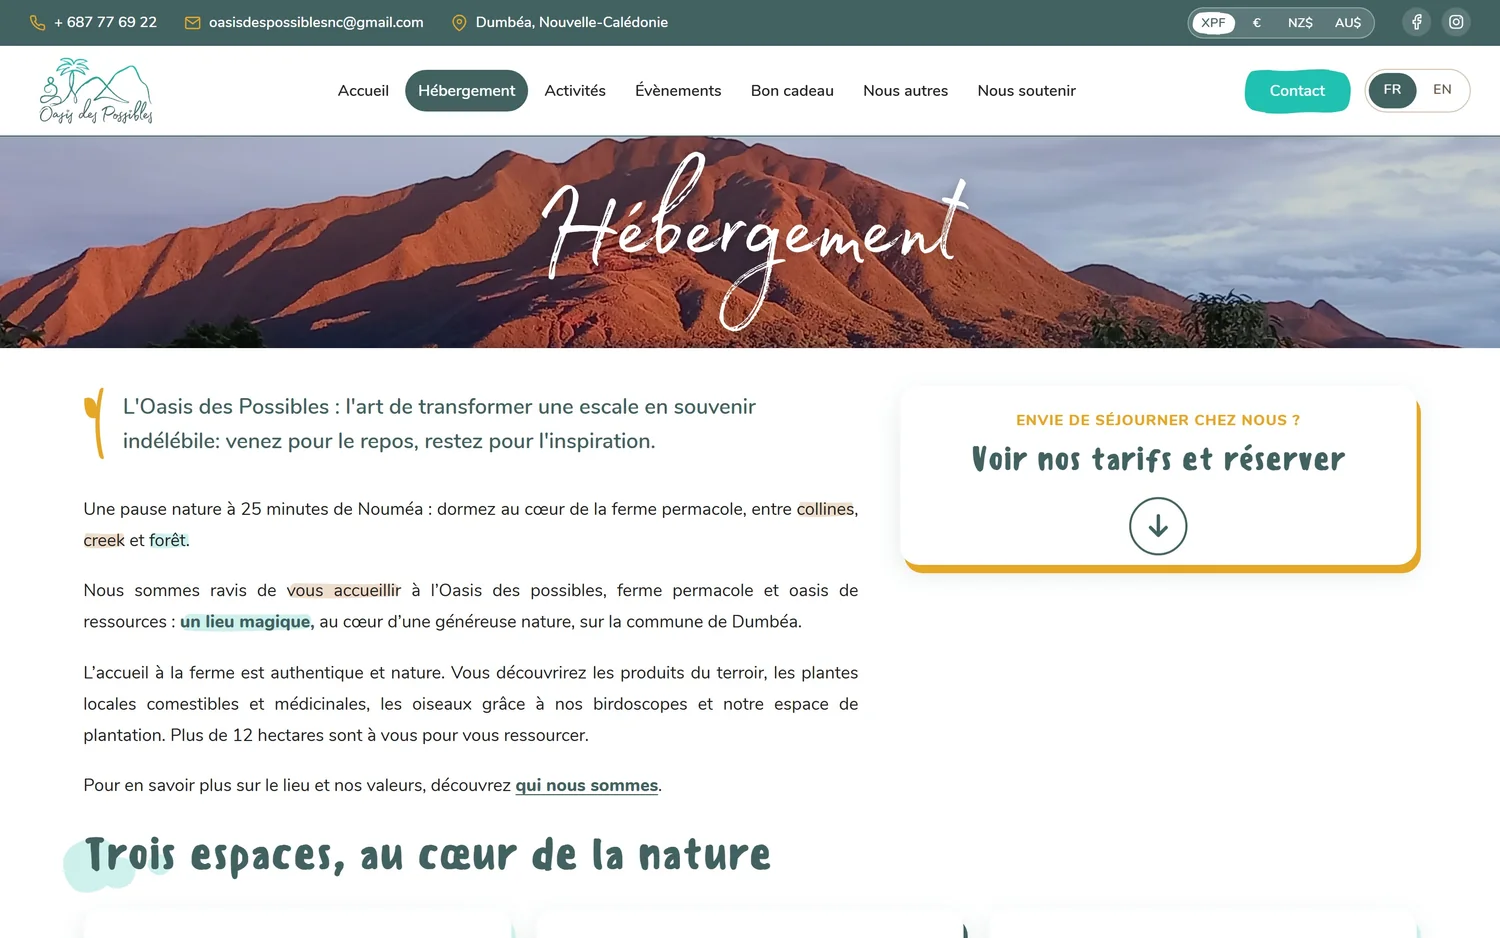 + 687 77 69 22
oasisdespossiblesnc@gmail.com
Dumbéa, Nouvelle-Calédonie
XPF
€
NZ$
AU$
Oasis des Possibles
Accueil
Hébergement
Activités
Évènements
Bon cadeau
Nous autres
Nous soutenir
Contact
FR
EN
Hébergement
L'Oasis des Possibles : l'art de transformer une escale en souvenir
indélébile: venez pour le repos, restez pour l'inspiration.
Une pause nature à 25 minutes de Nouméa : dormez au cœur de la ferme permacole, entre collines,
creek et forêt.
Nous sommes ravis de vous accueillir à l’Oasis des possibles, ferme permacole et oasis de
ressources : un lieu magique, au cœur d’une généreuse nature, sur la commune de Dumbéa.
L’accueil à la ferme est authentique et nature. Vous découvrirez les produits du terroir, les plantes
locales comestibles et médicinales, les oiseaux grâce à nos birdoscopes et notre espace de
plantation. Plus de 12 hectares sont à vous pour vous ressourcer.
Pour en savoir plus sur le lieu et nos valeurs, découvrez qui nous sommes.
ENVIE DE SÉJOURNER CHEZ NOUS ?
Voir nos tarifs et réserver
Trois espaces, au cœur de la nature